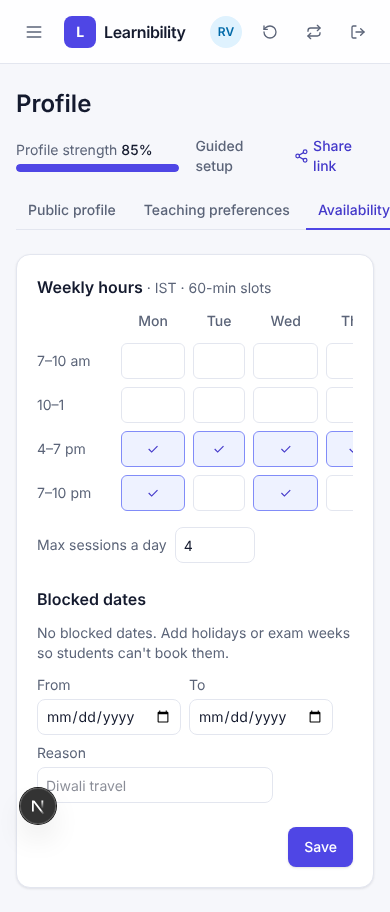 L Learnibility RV
Profile
Profile strength 85%
Guided
setup
Share
link
Public profile Teaching preferences Availability
Weekly hours · IST · 60-min slots
Mon Tue Wed Th
7–10 am
10–1
4–7 pm
7–10 pm
Max sessions a day 4
Blocked dates
No blocked dates. Add holidays or exam weeks
so students can't book them.
From To
mm/dd/yyyy mm/dd/yyyy
Reason
Diwali travel
N
Save